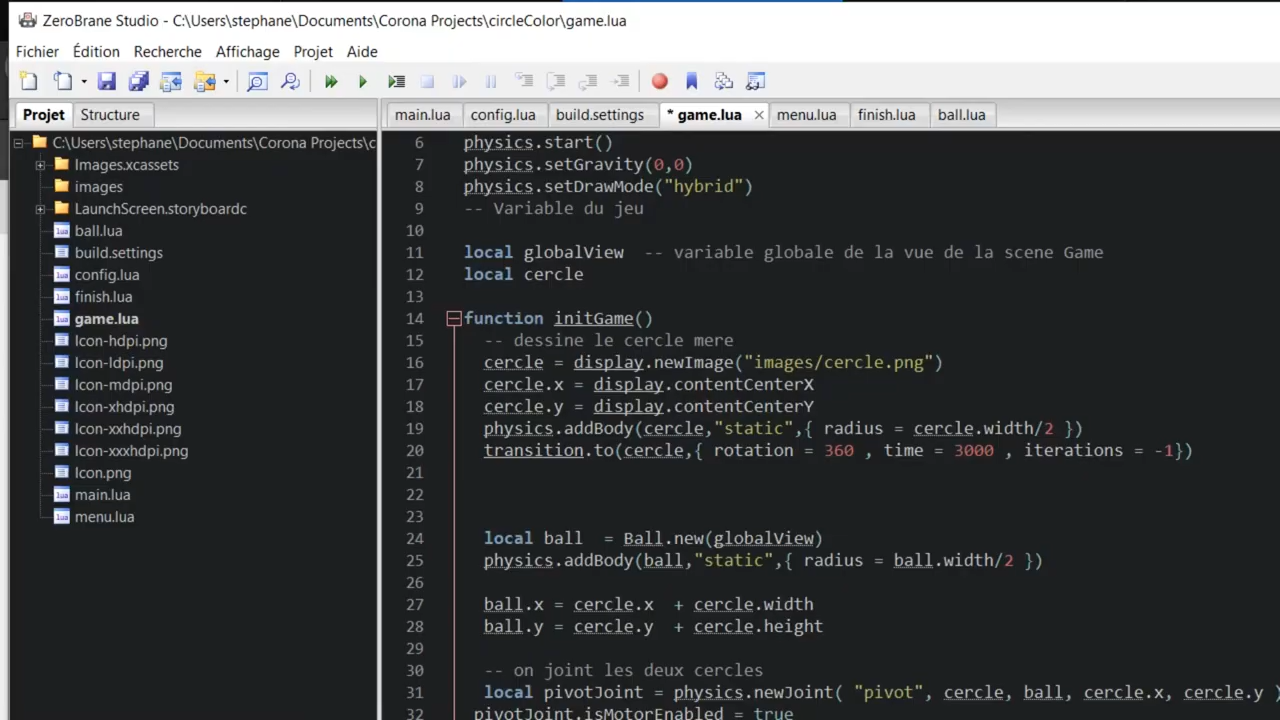 ZeroBrane Studio - C:\Users\stephane\Documents\Corona Projects\circleColor\game.lua
Fichier Édition Recherche Affichage Projet Aide
Projet Structure
C:\Users\stephane\Documents\Corona Projects\c
Images.xcassets
images
LaunchScreen.storyboardc
ball.lua
build.settings
config.lua
finish.lua
game.lua
Icon-hdpi.png
Icon-ldpi.png
Icon-mdpi.png
Icon-xhdpi.png
Icon-xxhdpi.png
Icon-xxxhdpi.png
Icon.png
main.lua
menu.lua
main.lua config.lua build.settings * game.lua menu.lua finish.lua ball.lua
6 physics.start()
7 physics.setGravity(0,0)
8 physics.setDrawMode("hybrid")
9 -- Variable du jeu
10
11 local globalView -- variable globale de la vue de la scene Game
12 local cercle
13
14 function initGame()
15 -- dessine le cercle mere
16 cercle = display.newImage("images/cercle.png")
17 cercle.x = display.contentCenterX
18 cercle.y = display.contentCenterY
19 physics.addBody(cercle,"static",{ radius = cercle.width/2 })
20 transition.to(cercle,{ rotation = 360 , time = 3000 , iterations = -1})
21
22
23
24 local ball = Ball.new(globalView)
25 physics.addBody(ball,"static",{ radius = ball.width/2 })
26
27 ball.x = cercle.x + cercle.width
28 ball.y = cercle.y + cercle.height
29
30 -- on joint les deux cercles
31 local pivotJoint = physics.newJoint( "pivot", cercle, ball, cercle.x, cercle.y )
32 pivotJoint.isMotorEnabled = true